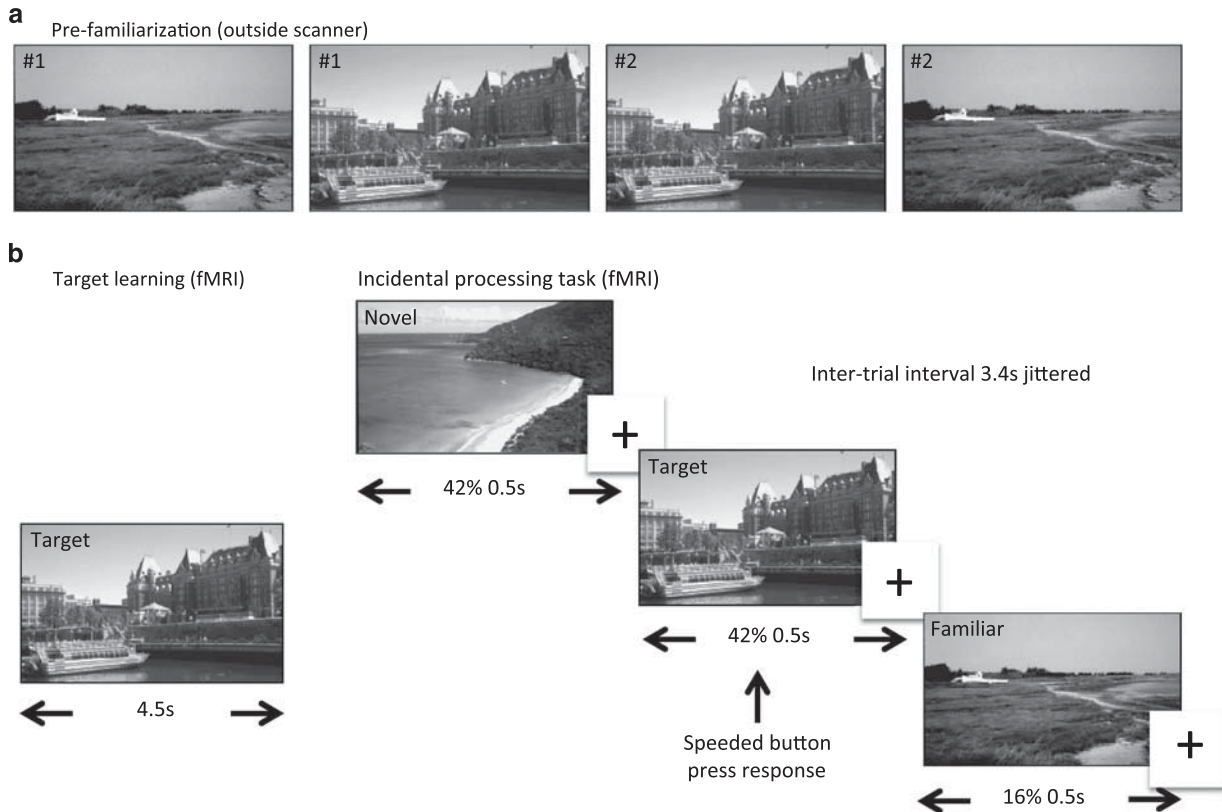 a
Pre-familiarization (outside scanner)
#1
#1
#2
#2
b
Target learning (fMRI)
Incidental processing task (fMRI)
Novel
Inter-trial interval 3.4s jittered
+
Target
42% 0.5s
Target
+
Familiar
42% 0.5s
4.5s
Speeded button
press response
+
16% 0.5s